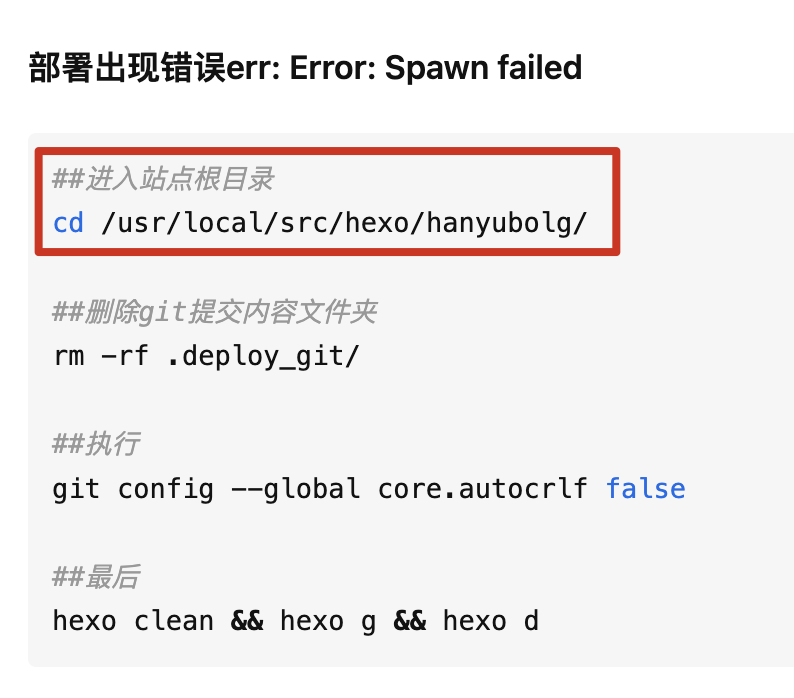 部署出现错误err: Error: Spawn failed
##进入站点根目录
cd /usr/local/src/hexo/hanyubolg/
##删除git提交内容文件夹
rm -rf .deploy_git/
##执行
git config --global core.autocrlf false
##最后
hexo clean && hexo g && hexo d